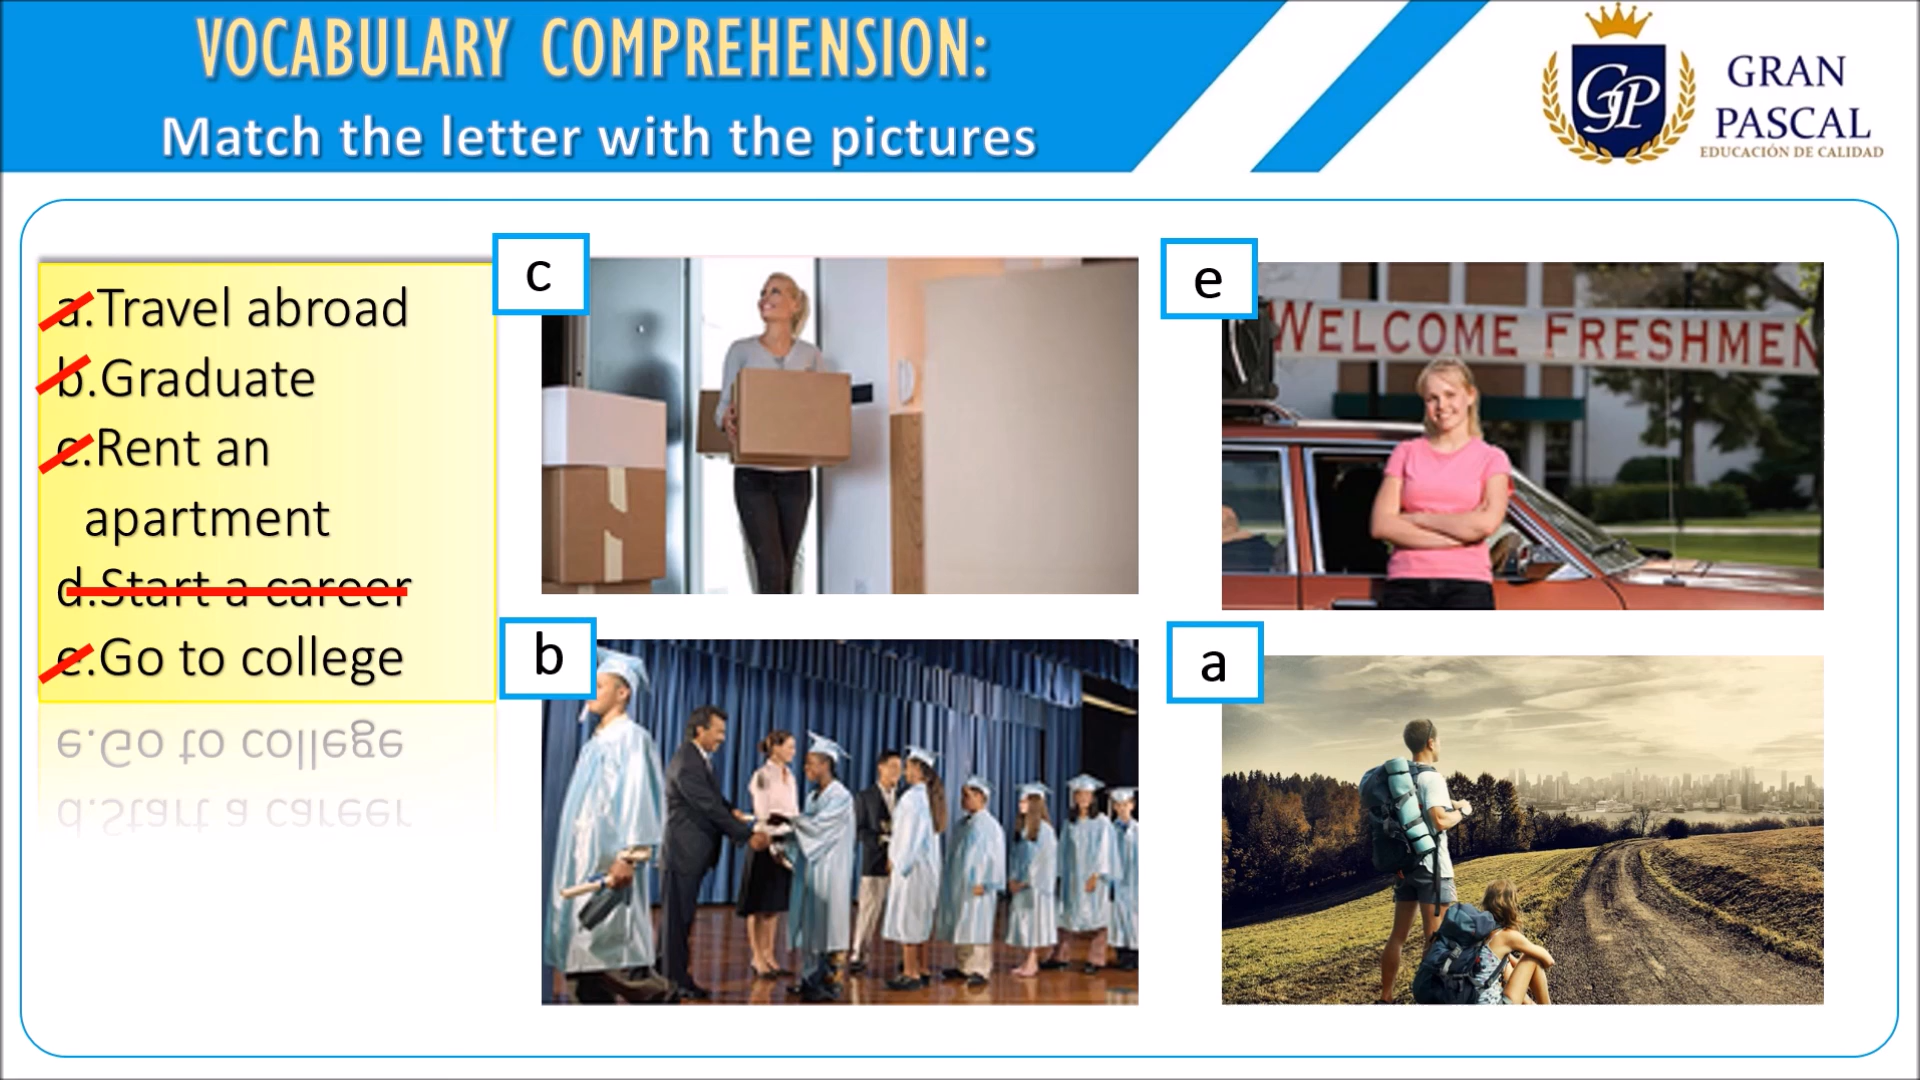 VOCABULARY COMPREHENSION:
Match the letter with the pictures
GP
GRAN
PASCAL
EDUCACIÓN DE CALIDAD
a.Travel abroad
b.Graduate
c.Rent an
apartment
d.Start a career
e.Go to college
e.Go to college
d.Start a career
c
e
WELCOME FRESHMEN
b
a